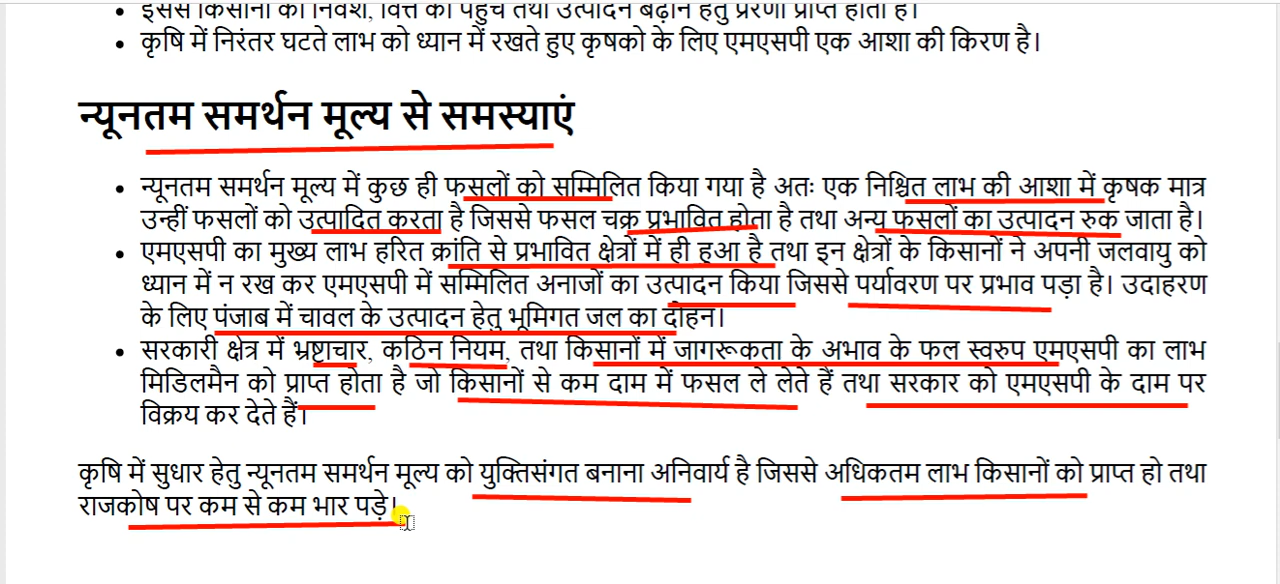 इससे किसानों को निवेश, वित्त की पहुंच तथा उत्पादन बढ़ाने हेतु प्रेरणा प्राप्त होती है।
• कृषि में निरंतर घटते लाभ को ध्यान में रखते हुए कृषको के लिए एमएसपी एक आशा की किरण है।
न्यूनतम समर्थन मूल्य से समस्याएं
• न्यूनतम समर्थन मूल्य में कुछ ही फसलों को सम्मिलित किया गया है अतः एक निश्चित लाभ की आशा में कृषक मात्र
उन्हीं फसलों को उत्पादित करता है जिससे फसल चक्र प्रभावित होता है तथा अन्य फसलों का उत्पादन रुक जाता है।
• एमएसपी का मुख्य लाभ हरित क्रांति से प्रभावित क्षेत्रों में ही हुआ है तथा इन क्षेत्रों के किसानों ने अपनी जलवायु को
ध्यान में न रख कर एमएसपी में सम्मिलित अनाजों का उत्पादन किया जिससे पर्यावरण पर प्रभाव पड़ा है। उदाहरण
के लिए पंजाब में चावल के उत्पादन हेतु भूमिगत जल का दोहन।
• सरकारी क्षेत्र में भ्रष्टाचार, कठिन नियम, तथा किसानों में जागरूकता के अभाव के फल स्वरुप एमएसपी का लाभ
मिडिलमैन को प्राप्त होता है जो किसानों से कम दाम में फसल ले लेते हैं तथा सरकार को एमएसपी के दाम पर
विक्रय कर देते हैं।
कृषि में सुधार हेतु न्यूनतम समर्थन मूल्य को युक्तिसंगत बनाना अनिवार्य है जिससे अधिकतम लाभ किसानों को प्राप्त हो तथा
राजकोष पर कम से कम भार पड़े।